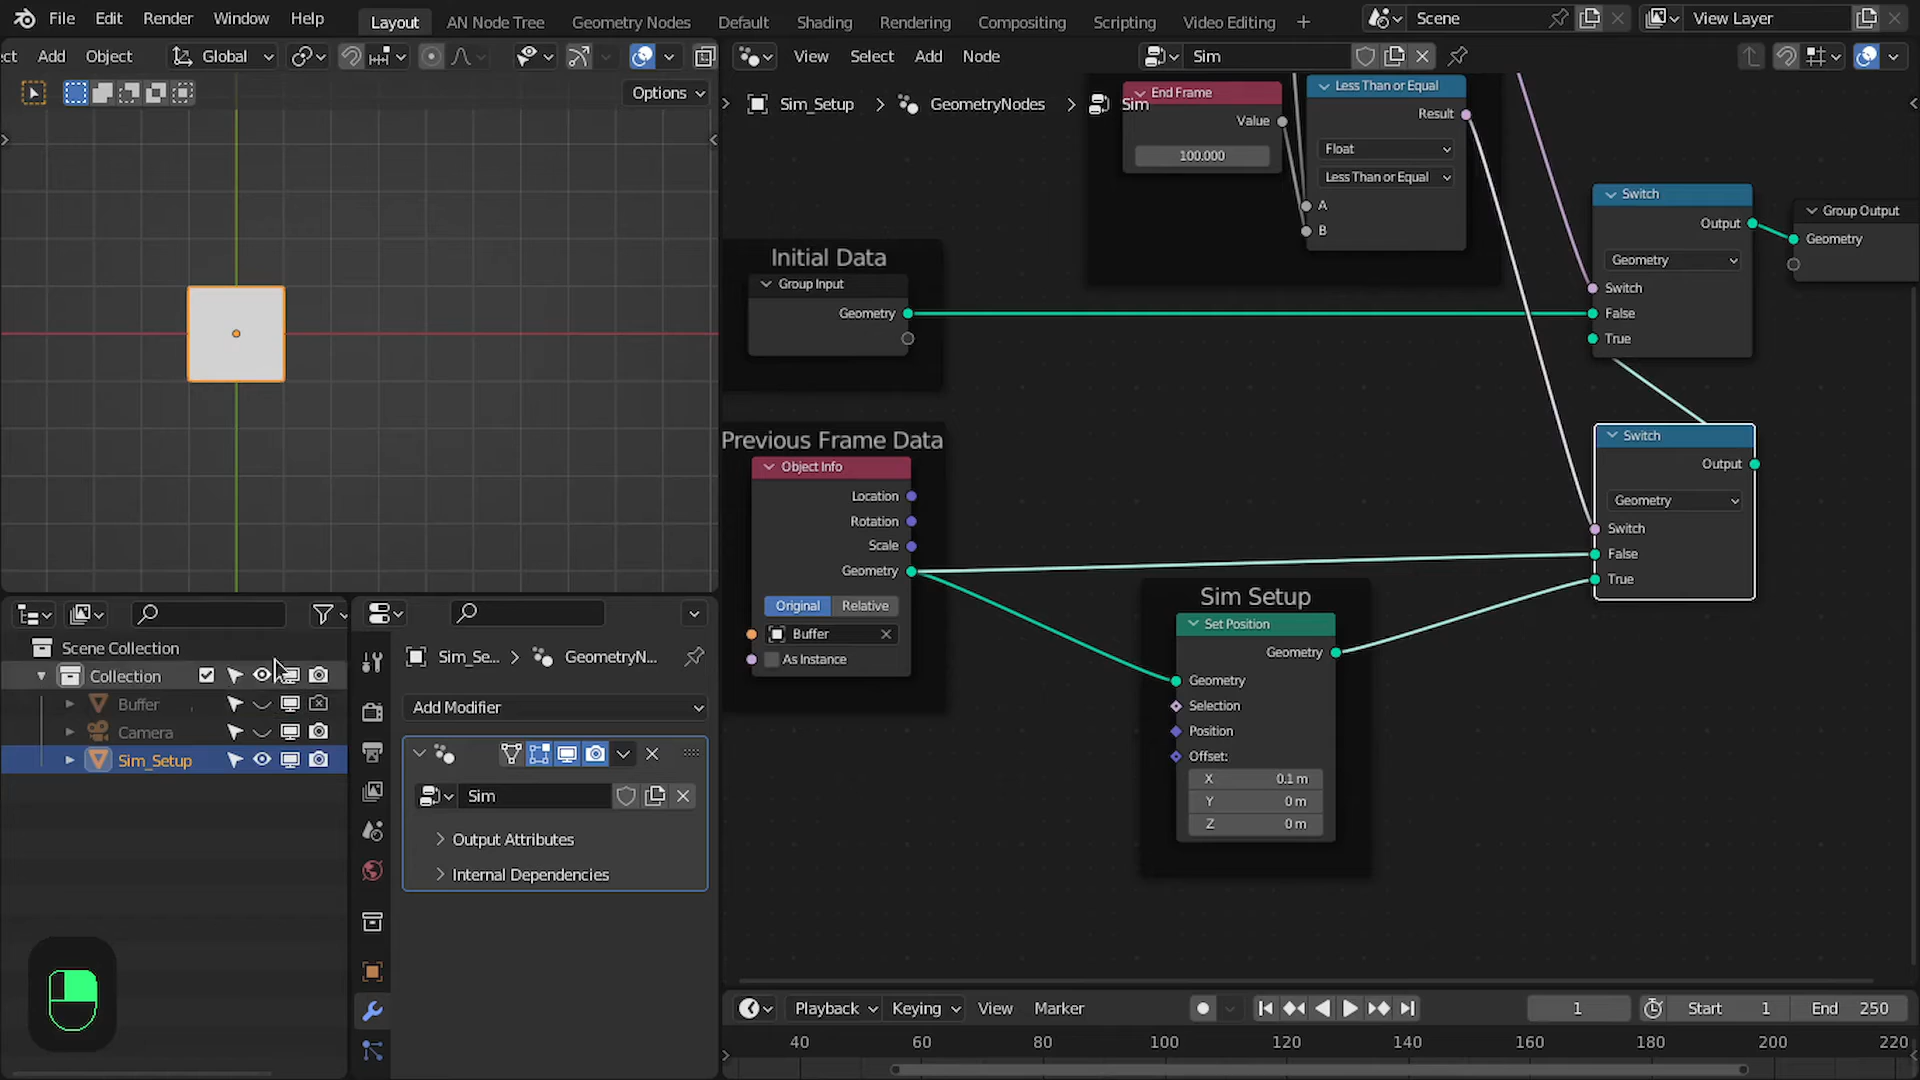 File Edit Render Window Help Layout AN Node Tree Geometry Nodes Default Shading Rendering Compositing Scripting Video Editing + Scene View Layer
ct Add Object Global
Options
View Select Add Node Sim
Sim_Setup > GeometryNodes > Sim
End Frame
Value
100.000
Less Than or Equal
Result
Float
Less Than or Equal
A
B
Initial Data
Group Input
Geometry
Switch
Output
Geometry
Switch
False
True
Group Output
Geometry
Previous Frame Data
Object Info
Location
Rotation
Scale
Geometry
Original Relative
Buffer
As Instance
Sim Setup
Set Position
Geometry
Geometry
Selection
Position
Offset:
X 0.1 m
Y 0 m
Z 0 m
Switch
Output
Geometry
Switch
False
True
Scene Collection
Collection
Buffer
Camera
Sim_Setup
Sim_Se... > GeometryN...
Add Modifier
Sim
Output Attributes
Internal Dependencies
Playback Keying View Marker 1 Start 1 End 250
40 60 80 100 120 140 160 180 200 220